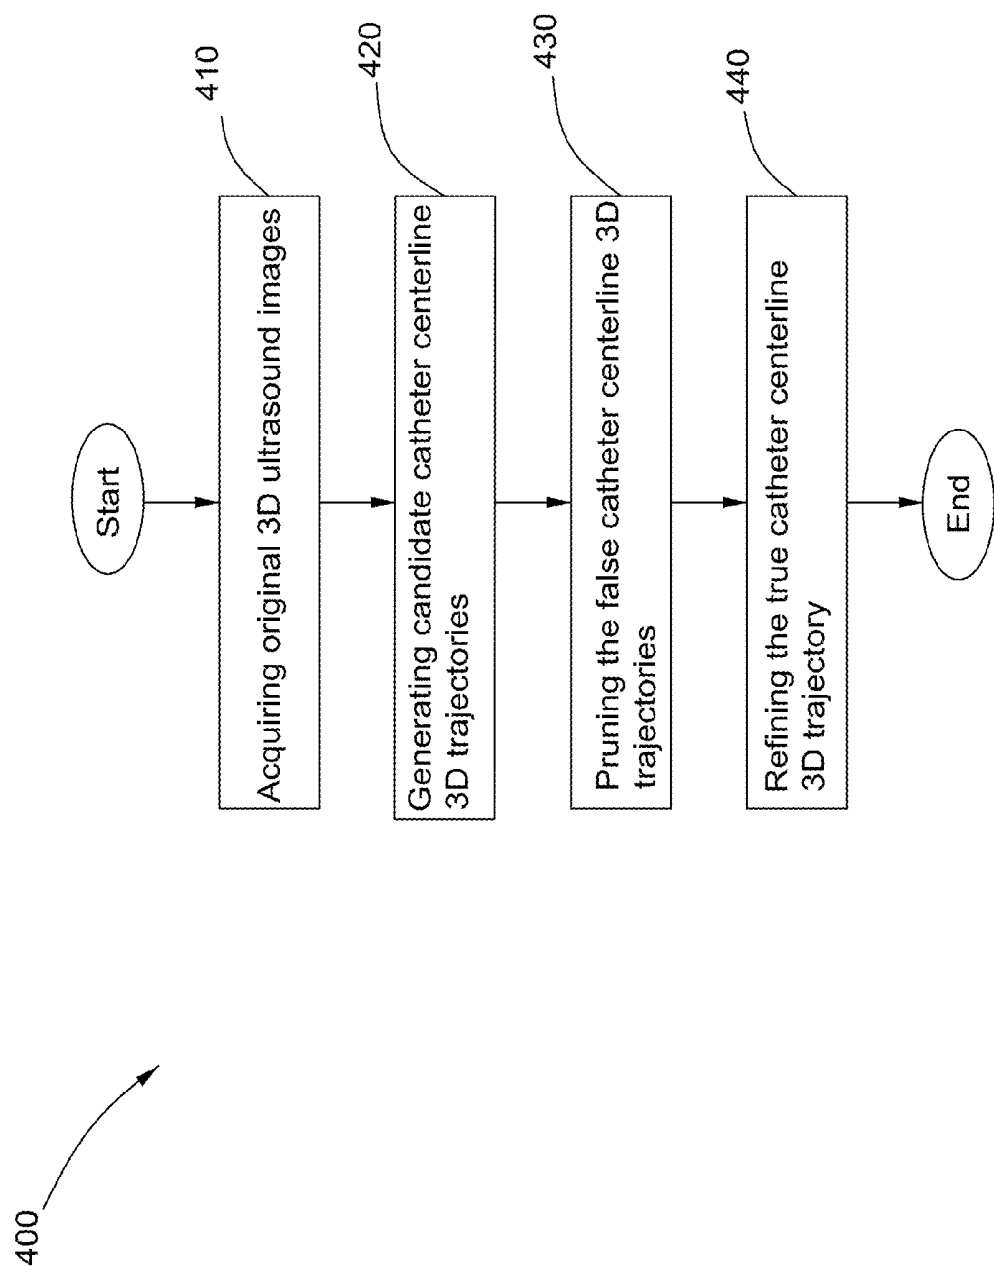 400
Start
410
Acquiring original 3D ultrasound images
420
Generating candidate catheter centerline
3D trajectories
430
Pruning the false catheter centerline 3D
trajectories
440
Refining the true catheter centerline
3D trajectory
End